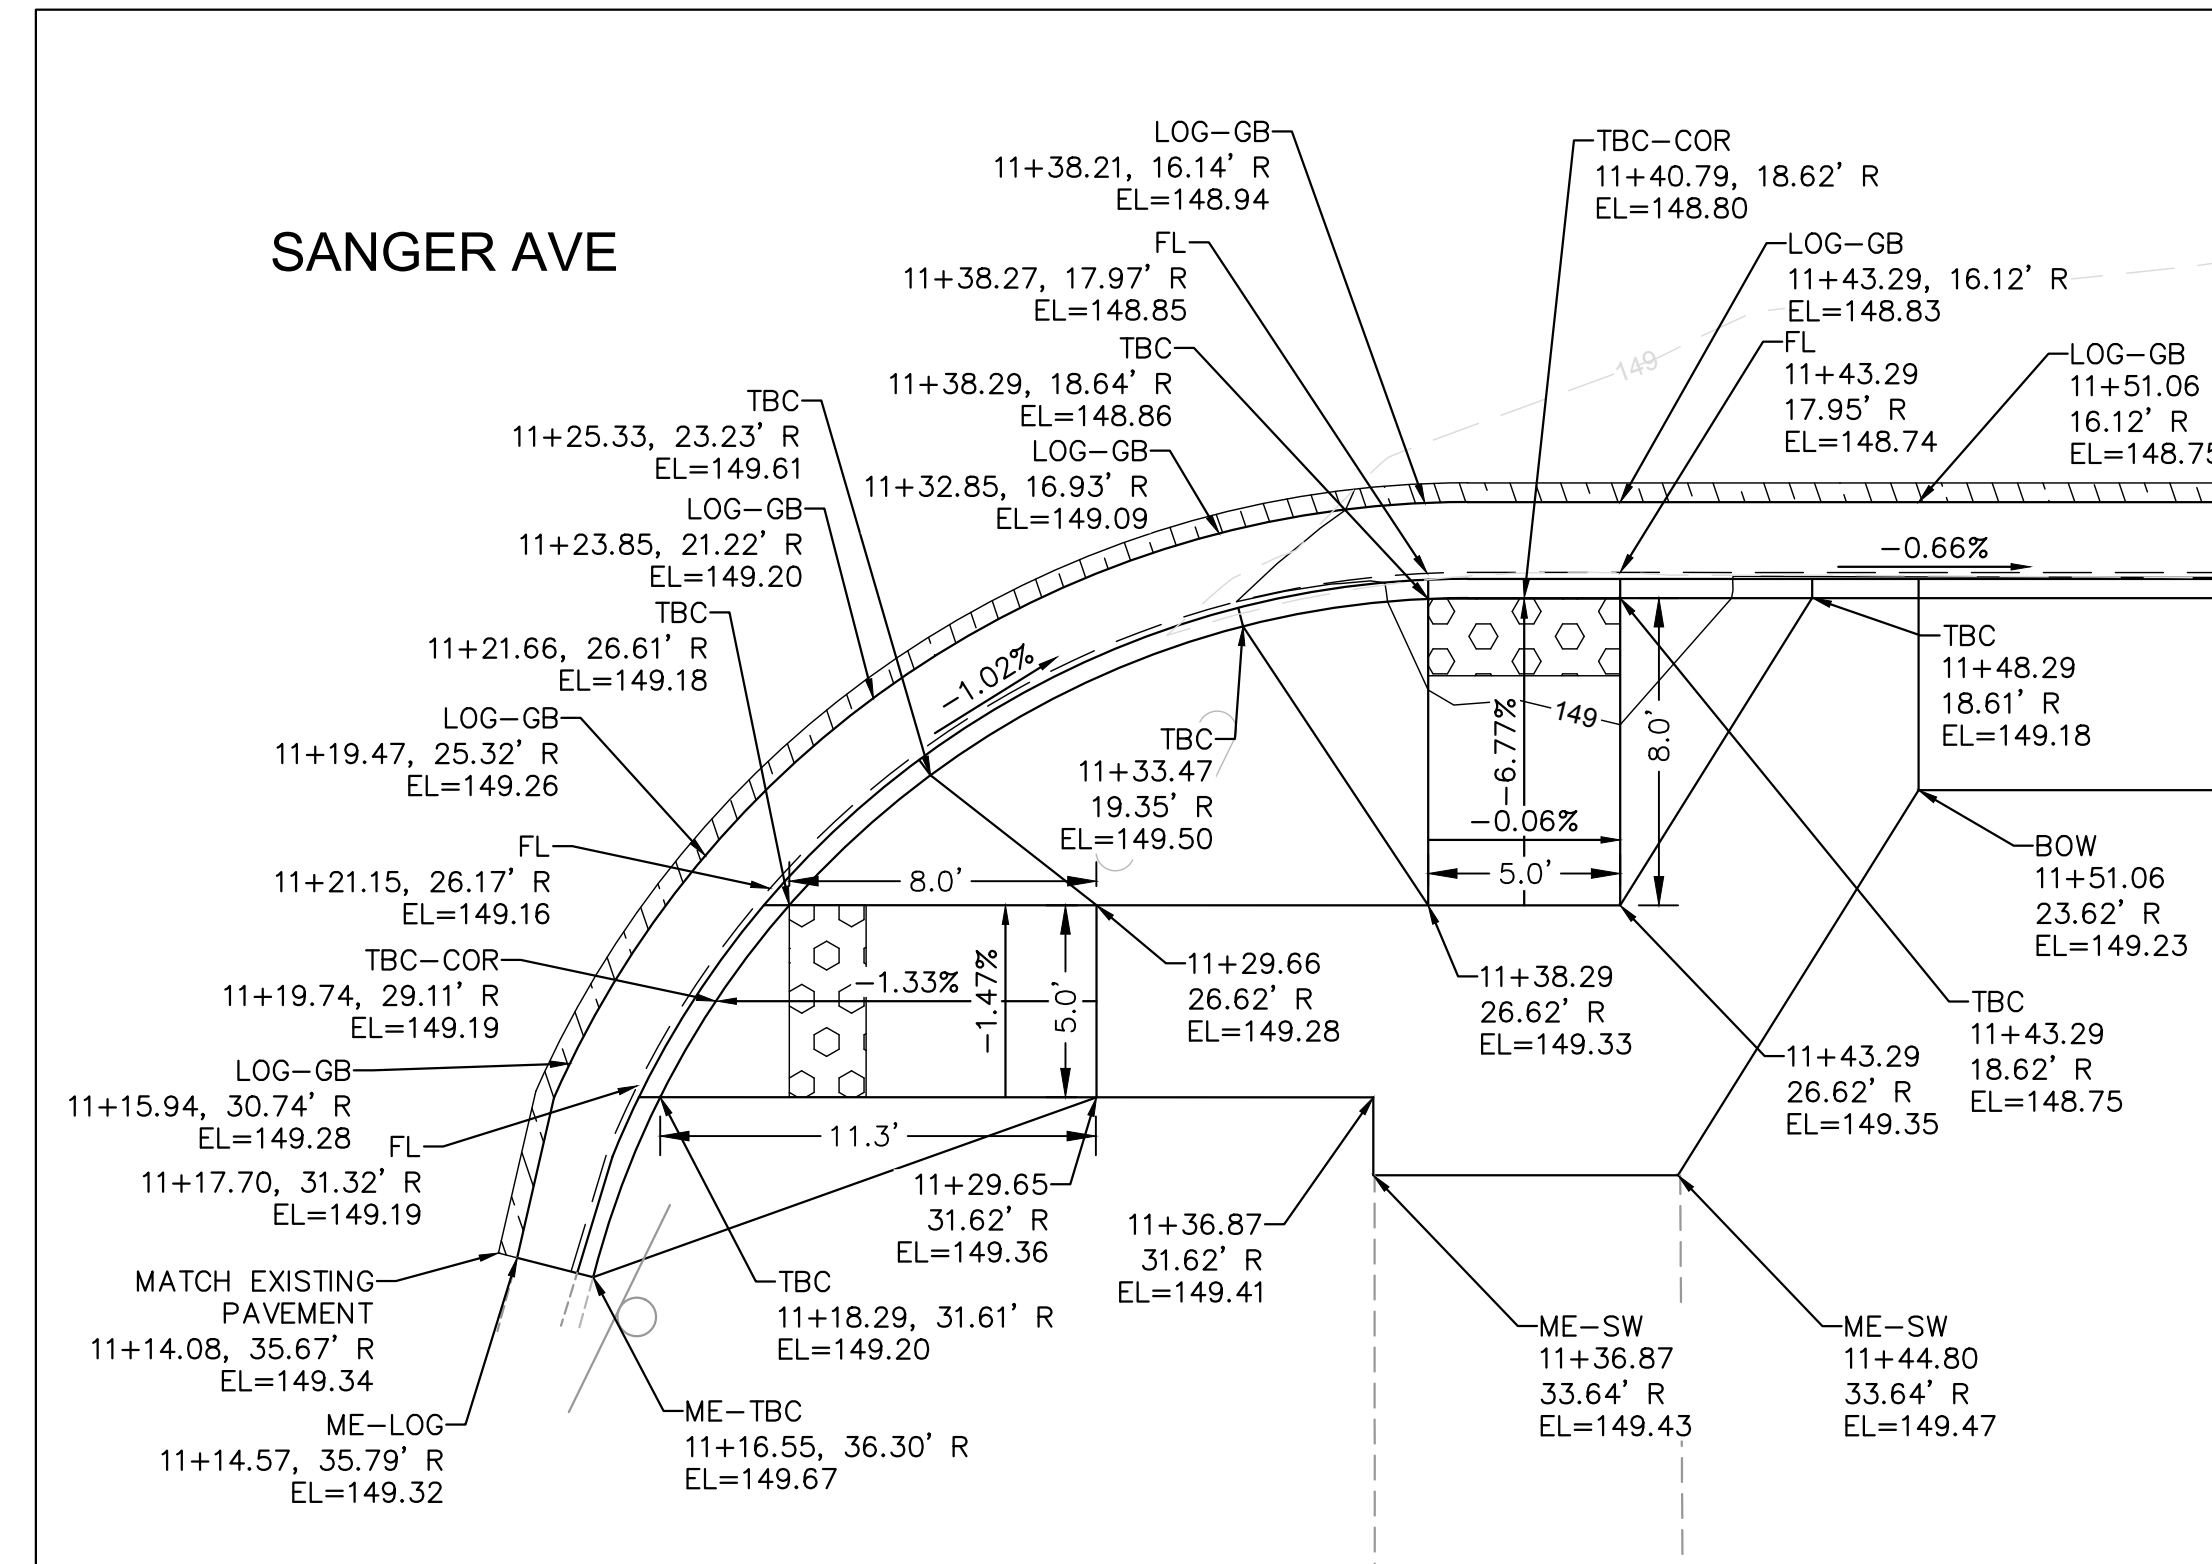 SANGER AVE
LOG-GB
11+38.21, 16.14' R
EL=148.94
FL
11+38.27, 17.97' R
EL=148.85
TBC
11+38.29, 18.64' R
EL=148.86
LOG-GB
11+32.85, 16.93' R
EL=149.09
TBC
11+25.33, 23.23' R
EL=149.61
LOG-GB
11+23.85, 21.22' R
EL=149.20
TBC
11+21.66, 26.61' R
EL=149.18
LOG-GB
11+19.47, 25.32' R
EL=149.26
FL
11+21.15, 26.17' R
EL=149.16
TBC-COR
11+19.74, 29.11' R
EL=149.19
LOG-GB
11+15.94, 30.74' R
EL=149.28
FL
11+17.70, 31.32' R
EL=149.19
MATCH EXISTING
PAVEMENT
11+14.08, 35.67' R
EL=149.34
ME-LOG
11+14.57, 35.79' R
EL=149.32
TBC-COR
11+40.79, 18.62' R
EL=148.80
LOG-GB
11+43.29, 16.12' R
EL=148.83
FL
11+43.29
17.95' R
EL=148.74
LOG-GB
11+51.06
16.12' R
EL=148.75
149
-0.66%
-1.02%
TBC
11+33.47
19.35' R
EL=149.50
-6.77%
149
8.0'
-0.06%
5.0'
8.0'
-1.33%
-1.47%
5.0'
11.3'
TBC
11+48.29
18.61' R
EL=149.18
BOW
11+51.06
23.62' R
EL=149.23
11+29.66
26.62' R
EL=149.28
11+38.29
26.62' R
EL=149.33
TBC
11+43.29
18.62' R
EL=148.75
11+43.29
26.62' R
EL=149.35
11+29.65
31.62' R
EL=149.36
11+36.87
31.62' R
EL=149.41
TBC
11+18.29, 31.61' R
EL=149.20
ME-TBC
11+16.55, 36.30' R
EL=149.67
ME-SW
11+36.87
33.64' R
EL=149.43
ME-SW
11+44.80
33.64' R
EL=149.47